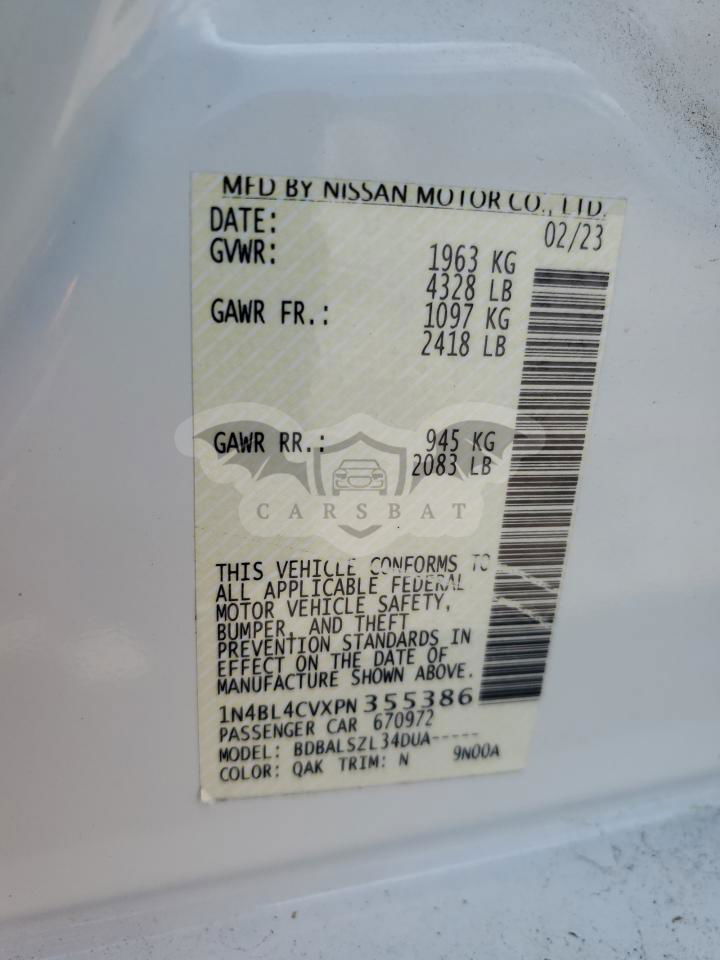 MFD BY NISSAN MOTOR CO., LTD.
DATE: 02/23
GVWR: 1963 KG
4328 LB
GAWR FR.: 1097 KG
2418 LB
GAWR RR.: 945 KG
2083 LB
CARSBAT
THIS VEHICLE CONFORMS TO
ALL APPLICABLE FEDERAL
MOTOR VEHICLE SAFETY,
BUMPER, AND THEFT
PREVENTION STANDARDS IN
EFFECT ON THE DATE OF
MANUFACTURE SHOWN ABOVE.
1N4BL4CVXPN355386
PASSENGER CAR 670972
MODEL: BDBALSZL34DUA-----
COLOR: QAK TRIM: N 9N00A